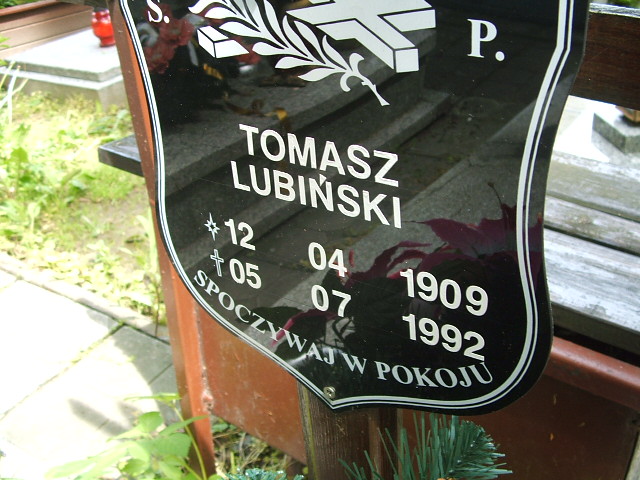 S. P.
TOMASZ
LUBIŃSKI
12 04 1909
05 07 1992
SPOCZYWAJ W POKOJU